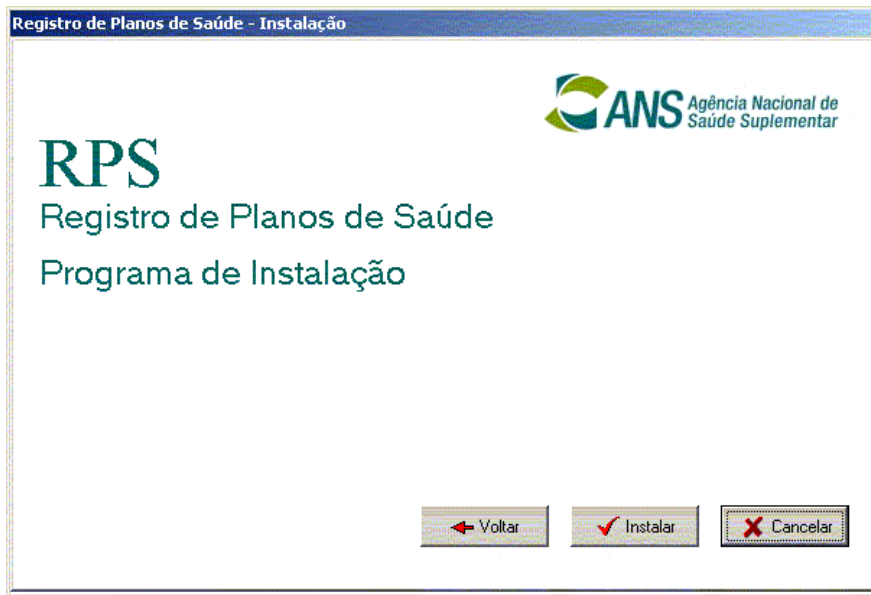 Registro de Planos de Saúde - Instalação
ANS Agência Nacional de
Saúde Suplementar
RPS
Registro de Planos de Saúde
Programa de Instalação
Voltar
Instalar
Cancelar